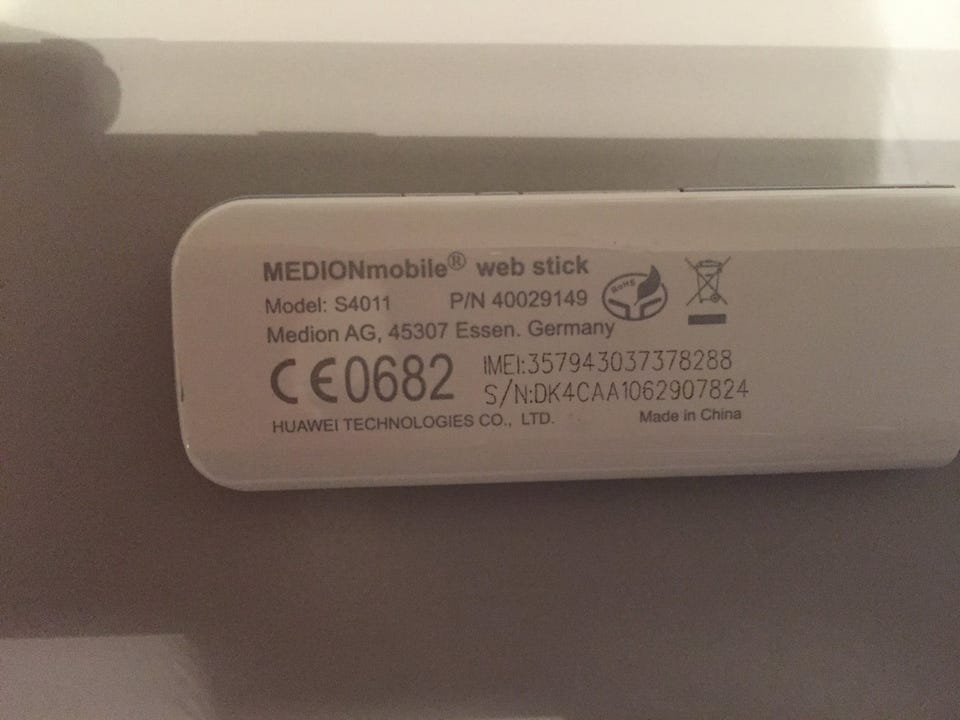 MEDIONmobile® web stick
Model: S4011 P/N 40029149
RoHS
Medion AG, 45307 Essen. Germany
CE0682
IMEI:357943037378288
S/N:DK4CAA1062907824
HUAWEI TECHNOLOGIES CO., LTD.
Made in China